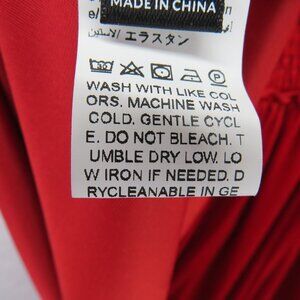 MADE IN CHINA
エラスタン /
WASH WITH LIKE COL
ORS. MACHINE WASH
COLD. GENTLE CYCL
E. DO NOT BLEACH. T
UMBLE DRY LOW. LO
W IRON IF NEEDED. D
RYCLEANABLE IN GE